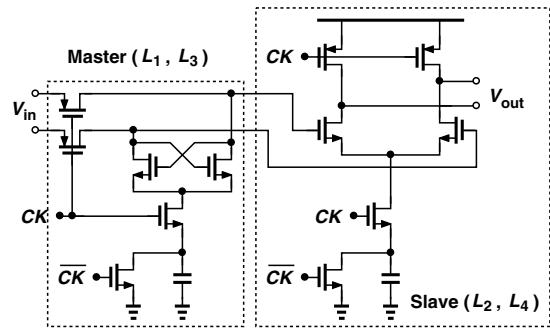 Master (L1 , L3 )
Vin
CK
CK
CK
Vout
CK
CK
Slave (L2 , L4 )